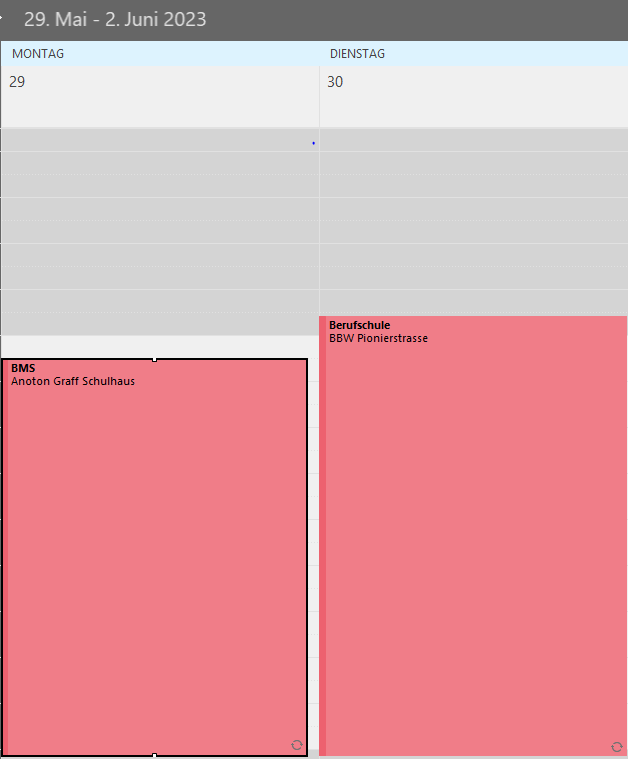 29. Mai - 2. Juni 2023
MONTAG
DIENSTAG
29
30
Berufschule
BBW Pionierstrasse
BMS
Anoton Graff Schulhaus